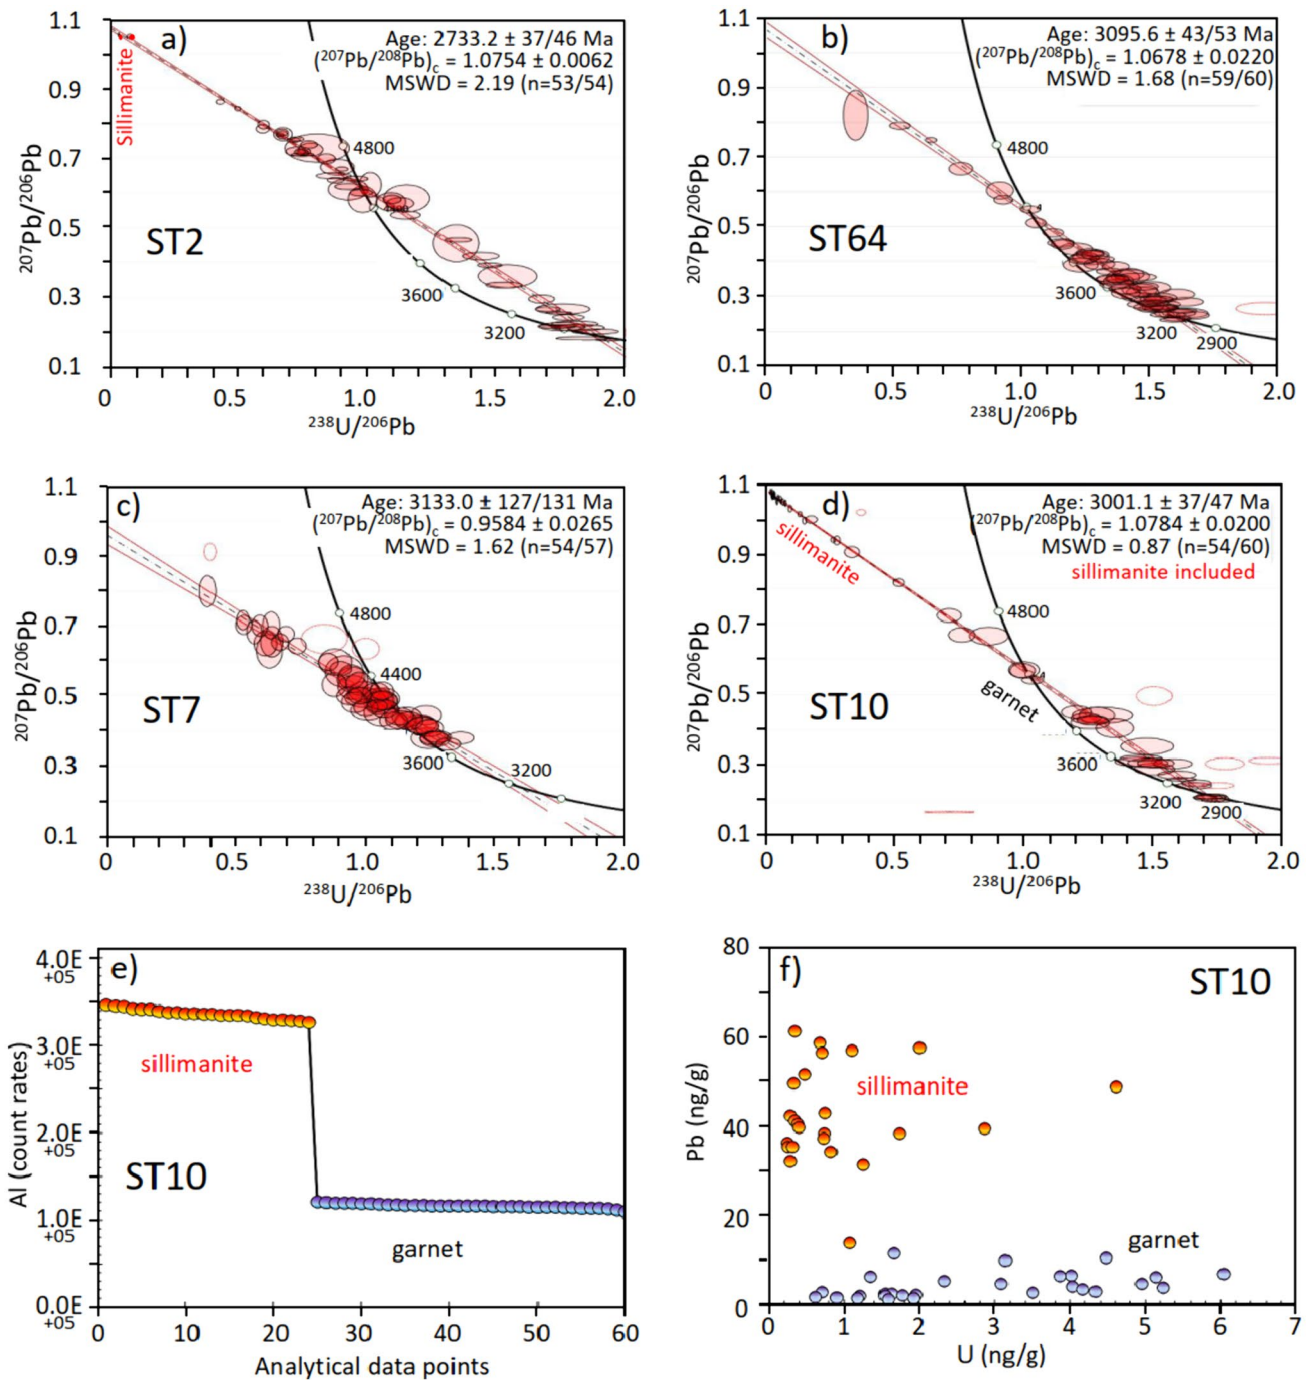 a)
Age: 2733.2 ± 37/46 Ma
(²⁰⁷Pb/²⁰⁸Pb)c = 1.0754 ± 0.0062
MSWD = 2.19 (n=53/54)
Sillimanite
ST2
4800
3600
3200
1.1
0.9
0.7
0.5
0.3
0.1
²⁰⁷Pb/²⁰⁶Pb
0 0.5 1.0 1.5 2.0
²³⁸U/²⁰⁶Pb
b)
Age: 3095.6 ± 43/53 Ma
(²⁰⁷Pb/²⁰⁸Pb)c = 1.0678 ± 0.0220
MSWD = 1.68 (n=59/60)
ST64
4800
3600
3200
2900
1.1
0.9
0.7
0.5
0.3
0.1
²⁰⁷Pb/²⁰⁶Pb
0 0.5 1.0 1.5 2.0
²³⁸U/²⁰⁶Pb
c)
Age: 3133.0 ± 127/131 Ma
(²⁰⁷Pb/²⁰⁸Pb)c = 0.9584 ± 0.0265
MSWD = 1.62 (n=54/57)
ST7
4800
4400
3600
3200
1.1
0.9
0.7
0.5
0.3
0.1
²⁰⁷Pb/²⁰⁶Pb
0 0.5 1.0 1.5 2.0
²³⁸U/²⁰⁶Pb
d)
Age: 3001.1 ± 37/47 Ma
(²⁰⁷Pb/²⁰⁸Pb)c = 1.0784 ± 0.0200
MSWD = 0.87 (n=54/60)
sillimanite included
sillimanite
ST10
garnet
4800
3600
3200
2900
1.1
0.9
0.7
0.5
0.3
0.1
²⁰⁷Pb/²⁰⁶Pb
0 0.5 1.0 1.5 2.0
²³⁸U/²⁰⁶Pb
e)
4.0E
+05
3.0E
+05
2.0E
+05
1.0E
+05
0.0E
+05
Al (count rates)
sillimanite
ST10
garnet
0 10 20 30 40 50 60
Analytical data points
f)
ST10
80
60
40
20
0
Pb (ng/g)
sillimanite
garnet
0 1 2 3 4 5 6 7
U (ng/g)